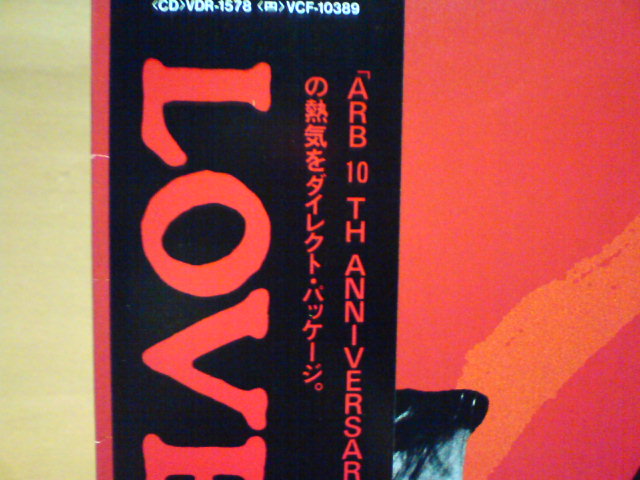 〈CD〉VDR-1578 〈📼〉VCF-10389
「ARB 10 TH ANNIVERSAR
の熱気をダイレクト・パッケージ。
LOVE